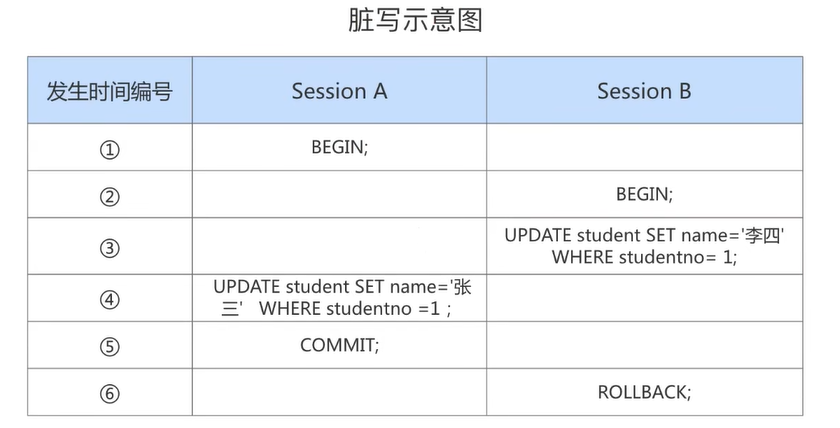 脏写示意图
发生时间编号 Session A Session B
① BEGIN;
② BEGIN;
③ UPDATE student SET name='李四'
WHERE studentno= 1;
④ UPDATE student SET name='张
三' WHERE studentno =1 ;
⑤ COMMIT;
⑥ ROLLBACK;